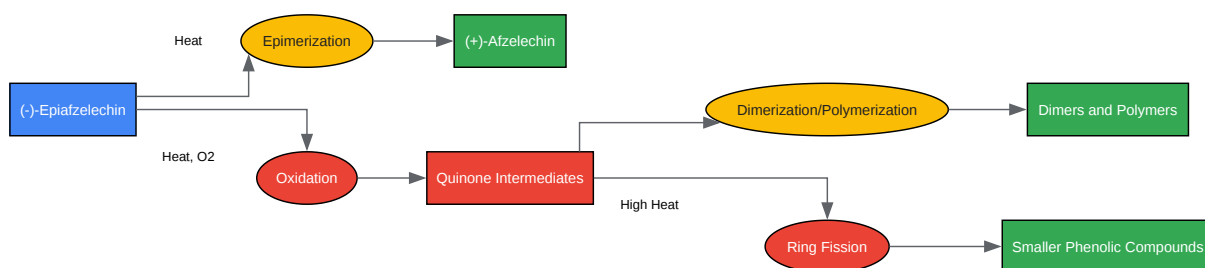 Heat
Epimerization
(+)-Afzelechin
(-)-Epiafzelechin
Heat, O2
Oxidation
Quinone Intermediates
Dimerization/Polymerization
Dimers and Polymers
High Heat
Ring Fission
Smaller Phenolic Compounds